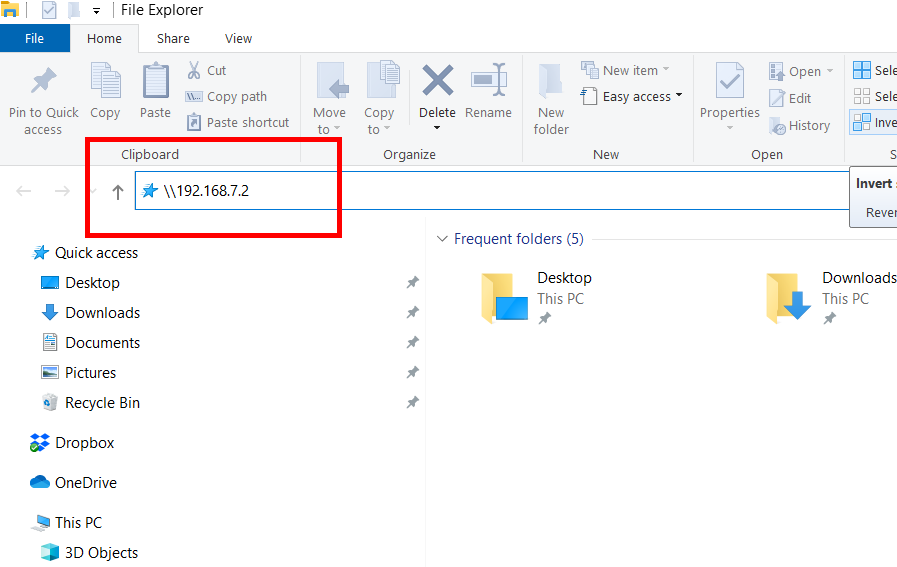 File Explorer
File Home Share View
Pin to Quick access
Copy
Paste
Cut
Copy path
Paste shortcut
Move to
Copy to
Delete
Rename
New folder
New item
Easy access
Properties
Open
Edit
History
Sele
Sele
Inve
Clipboard Organize New Open S
\\192.168.7.2
Invert
Rever
Quick access
Desktop
Downloads
Documents
Pictures
Recycle Bin
Dropbox
OneDrive
This PC
3D Objects
Frequent folders (5)
Desktop
This PC
Downloads
This PC